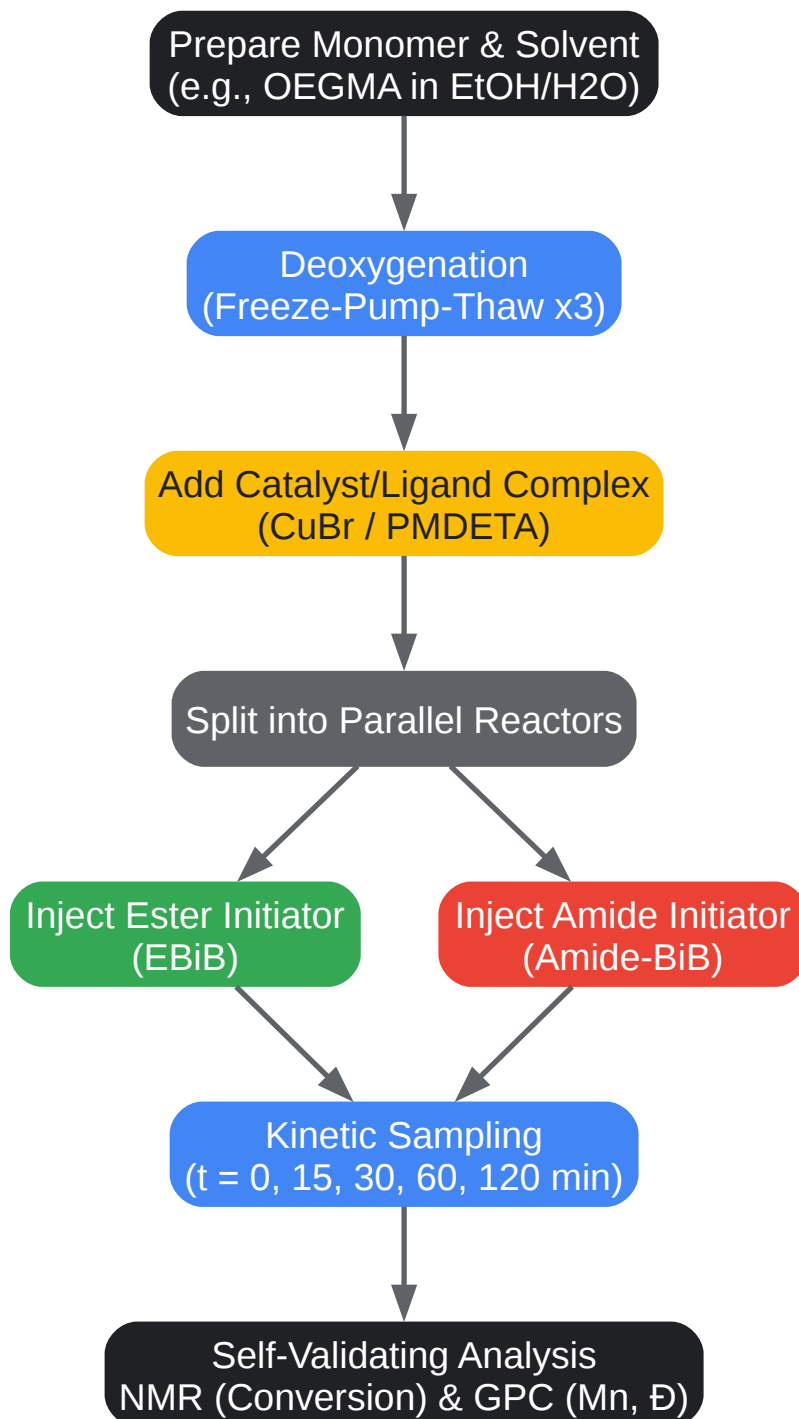 Prepare Monomer & Solvent
(e.g., OEGMA in EtOH/H2O)
Deoxygenation
(Freeze-Pump-Thaw x3)
Add Catalyst/Ligand Complex
(CuBr / PMDETA)
Split into Parallel Reactors
Inject Ester Initiator
(EBiB)
Inject Amide Initiator
(Amide-BiB)
Kinetic Sampling
(t = 0, 15, 30, 60, 120 min)
Self-Validating Analysis
NMR (Conversion) & GPC (Mn, Đ)